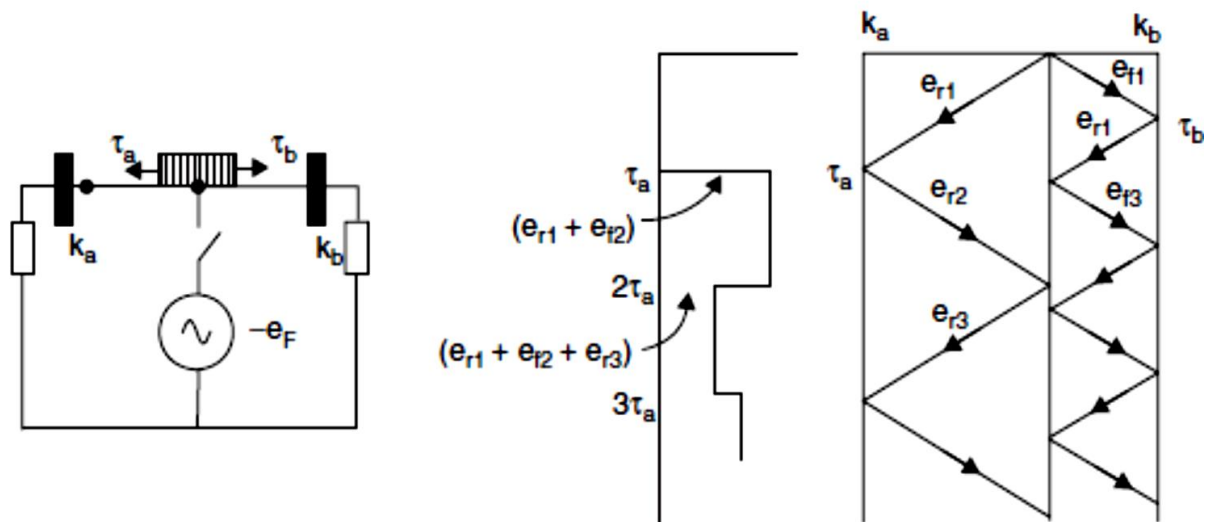 τa
τb
ka
kb
–eF
τa
(er1 + ef2)
2τa
(er1 + ef2 + er3)
3τa
ka
kb
er1
ef1
er1
τb
τa
er2
ef3
er3